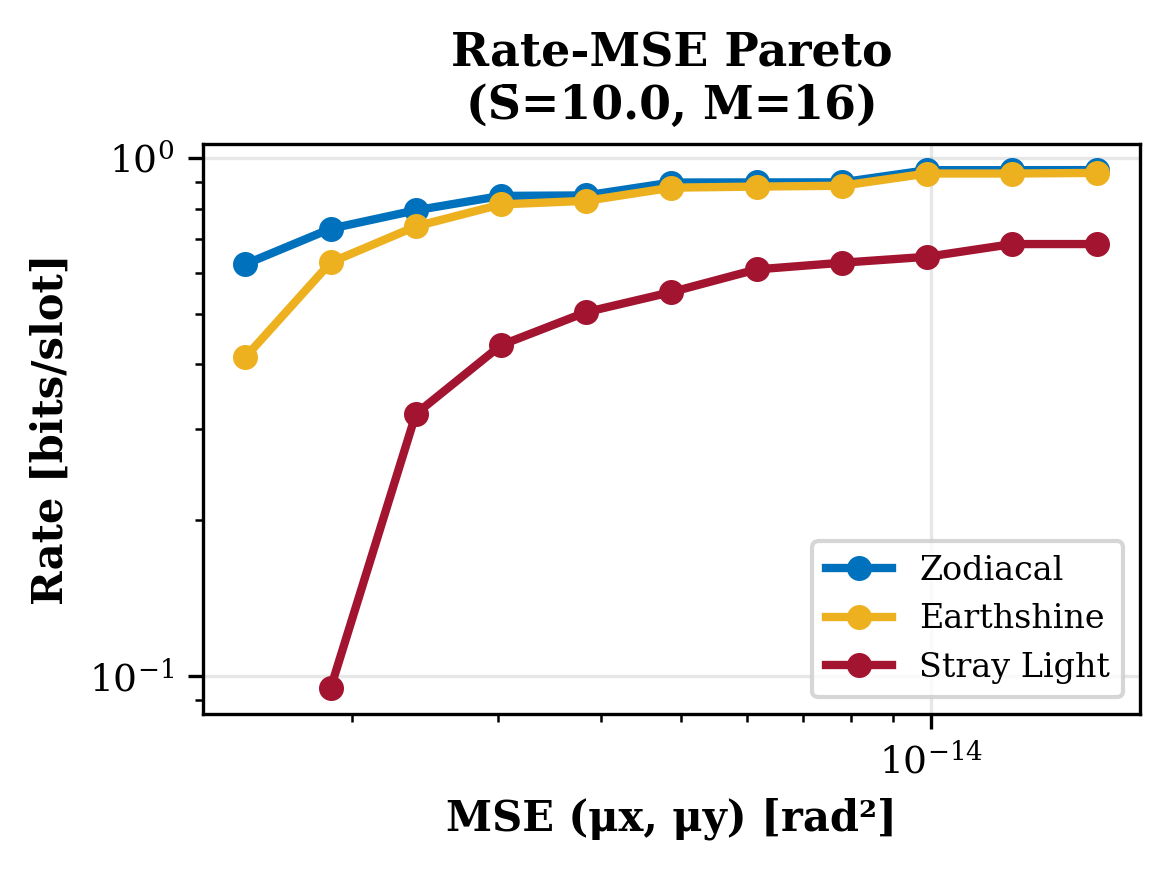 Rate-MSE Pareto
(S̄=10.0, M=16)
10⁰
10⁻¹
Rate [bits/slot]
Zodiacal
Earthshine
Stray Light
10⁻¹⁴
MSE (μx, μy) [rad²]